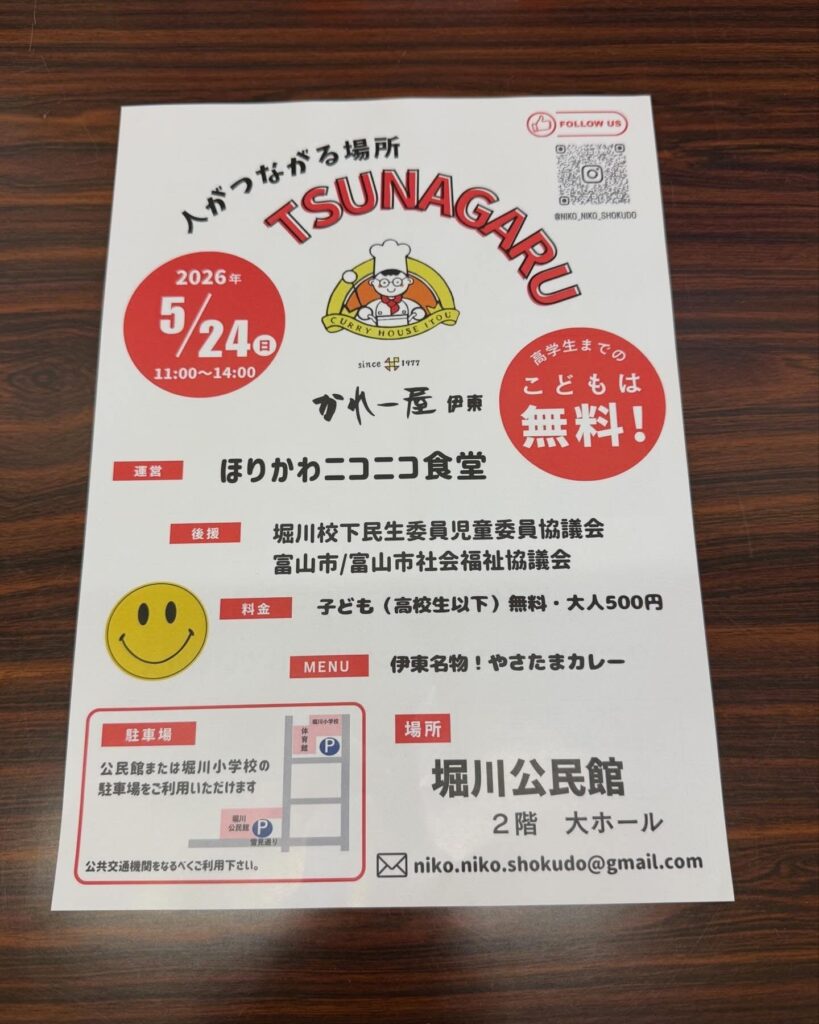 FOLLOW US
@NIKO_NIKO_SHOKUDO
人がつながる場所
TSUNAGARU
2026年
5/24日
11:00〜14:00
CURRY HOUSE ITOU
since 1977
かれー屋 伊東
高学生までの
こどもは
無料!
運営
ほりかわニコニコ食堂
後援
堀川校下民生委員児童委員協議会
富山市/富山市社会福祉協議会
料金
子ども（高校生以下）無料・大人500円
MENU
伊東名物！やさたまカレー
駐車場
公民館または堀川小学校の
駐車場をご利用いただけます
堀川小学校
体育館
P
堀川
公民館
P
雪見通り
公共交通機関をなるべくご利用下さい。
場所
堀川公民館
２階 大ホール
niko.niko.shokudo@gmail.com